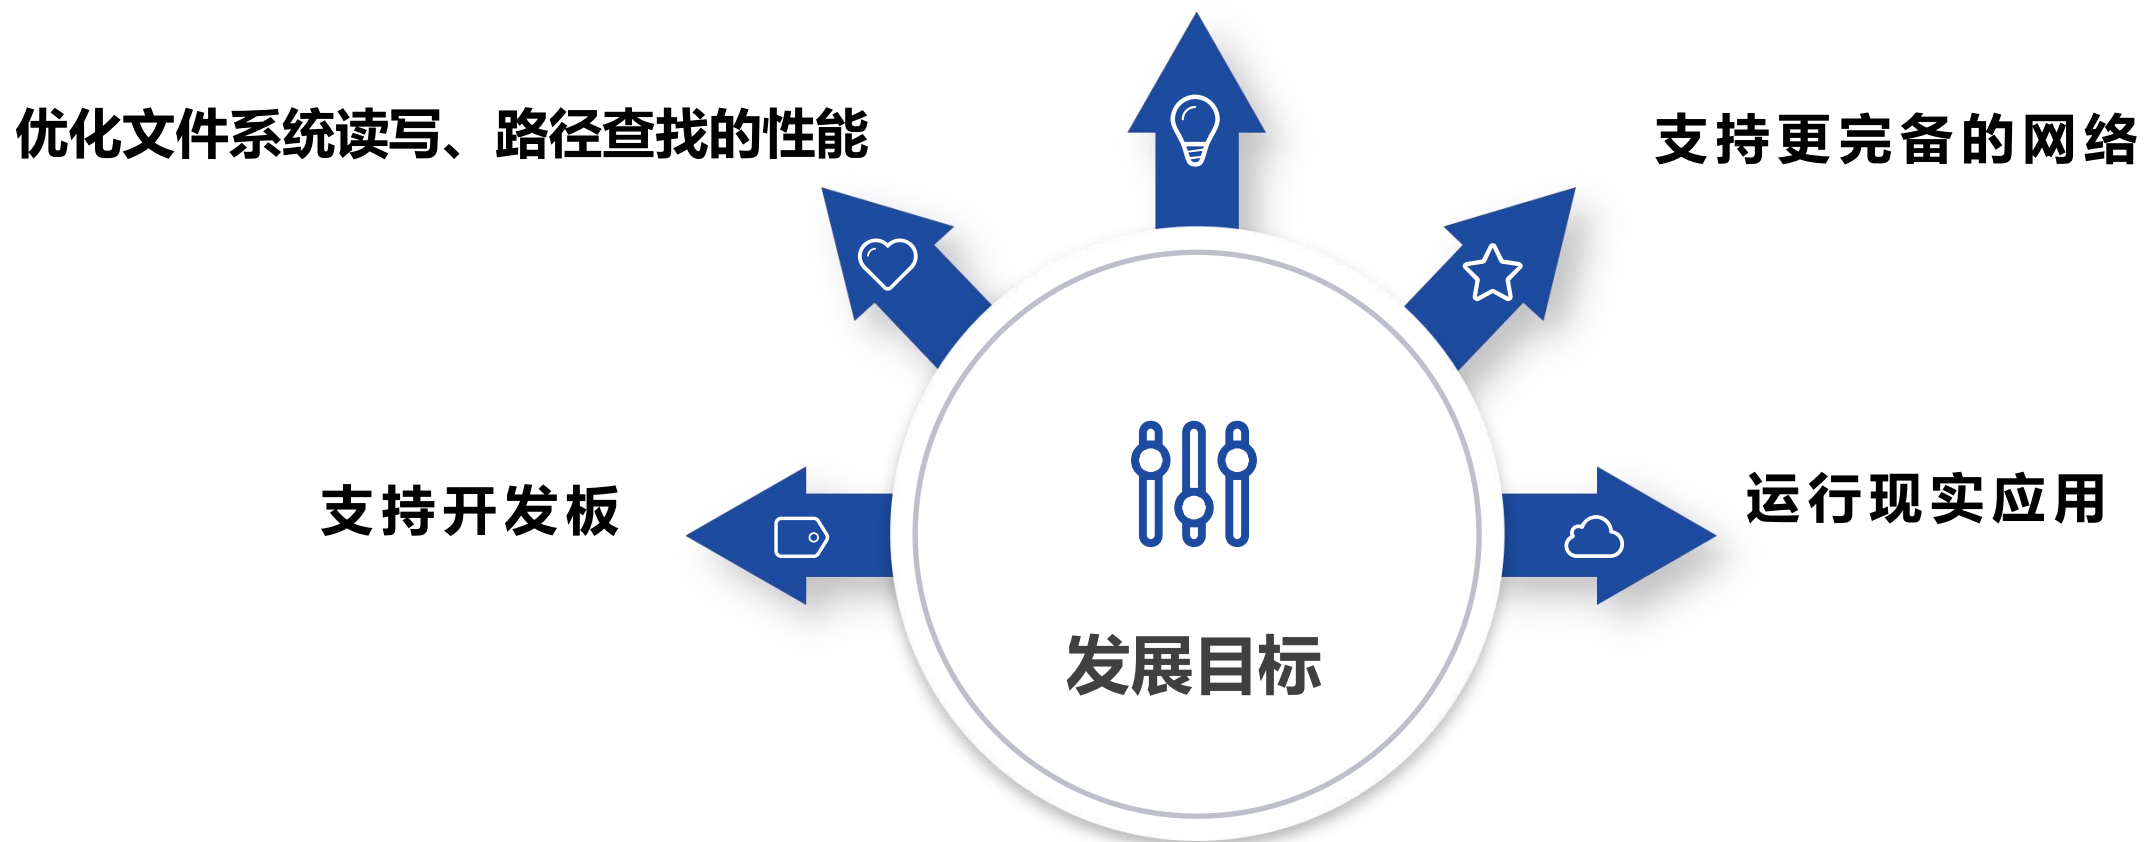 优化文件系统读写、路径查找的性能
支持更完备的网络
支持开发板
运行现实应用
发展目标